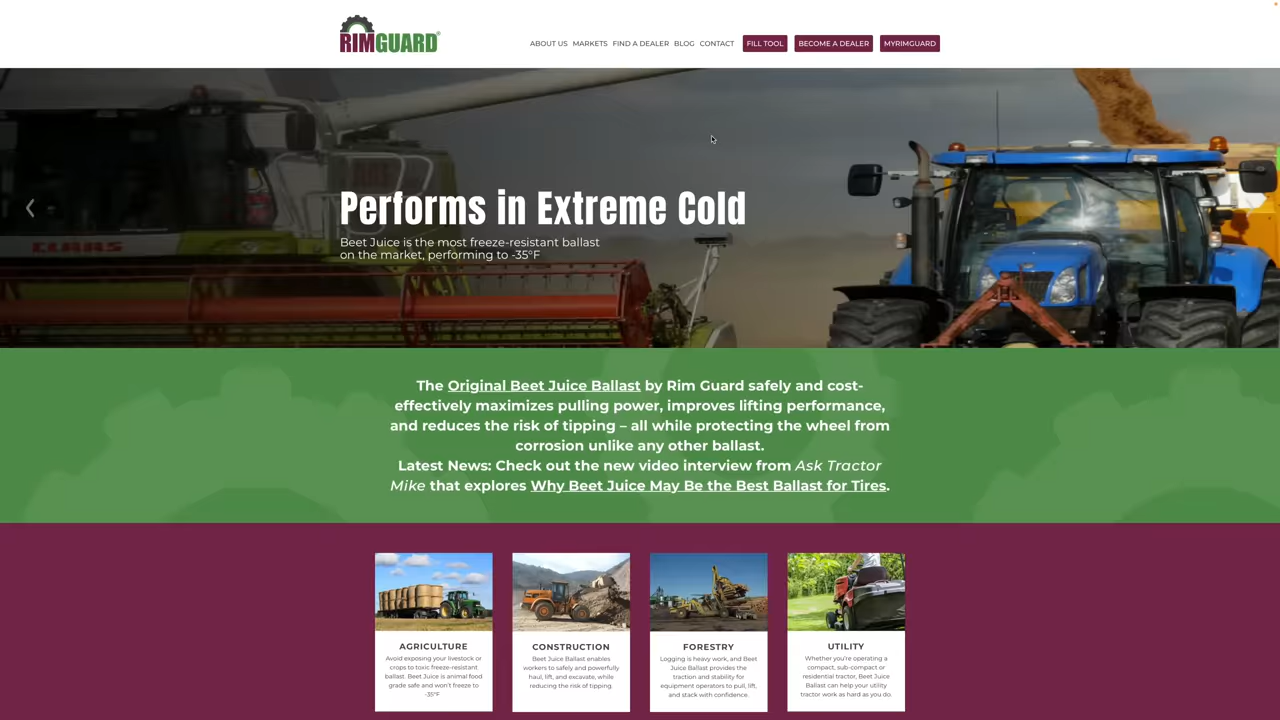 RIMGUARD®
ABOUT US MARKETS FIND A DEALER BLOG CONTACT FILL TOOL BECOME A DEALER MYRIMGUARD
CLAAS
Performs in Extreme Cold
Beet Juice is the most freeze-resistant ballast
on the market, performing to -35°F
The Original Beet Juice Ballast by Rim Guard safely and cost-
effectively maximizes pulling power, improves lifting performance,
and reduces the risk of tipping – all while protecting the wheel from
corrosion unlike any other ballast.
Latest News: Check out the new video interview from Ask Tractor
Mike that explores Why Beet Juice May Be the Best Ballast for Tires.
AGRICULTURE
Avoid exposing your livestock or
crops to toxic freeze-resistant
ballast. Beet Juice is animal food
grade safe and won't freeze to
-35°F
CONSTRUCTION
Beet Juice Ballast enables
workers to safely and powerfully
haul, lift, and excavate, while
reducing the risk of tipping.
FORESTRY
Logging is heavy work, and Beet
Juice Ballast provides the
traction and stability for
equipment operators to pull, lift,
and stack with confidence.
UTILITY
Whether you're operating a
compact, sub-compact or
residential tractor, Beet Juice
Ballast can help your utility
tractor work as hard as you do.